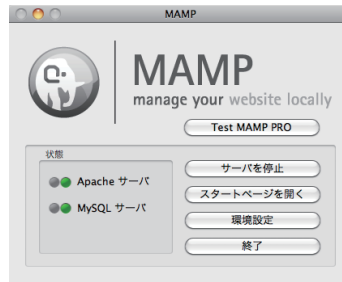 MAMP
MAMP
manage your website locally
Test MAMP PRO
状態
Apache サーバ
MySQL サーバ
サーバを停止
スタートページを開く
環境設定
終了